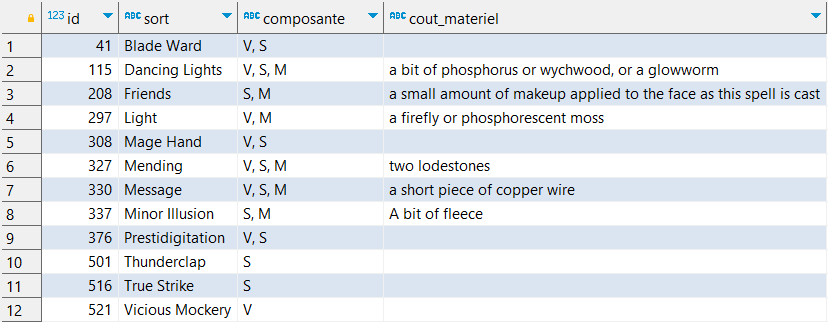 123 id ABC sort ABC composante ABC cout_materiel
1 41 Blade Ward V, S
2 115 Dancing Lights V, S, M a bit of phosphorus or wychwood, or a glowworm
3 208 Friends S, M a small amount of makeup applied to the face as this spell is cast
4 297 Light V, M a firefly or phosphorescent moss
5 308 Mage Hand V, S
6 327 Mending V, S, M two lodestones
7 330 Message V, S, M a short piece of copper wire
8 337 Minor Illusion S, M A bit of fleece
9 376 Prestidigitation V, S
10 501 Thunderclap S
11 516 True Strike S
12 521 Vicious Mockery V